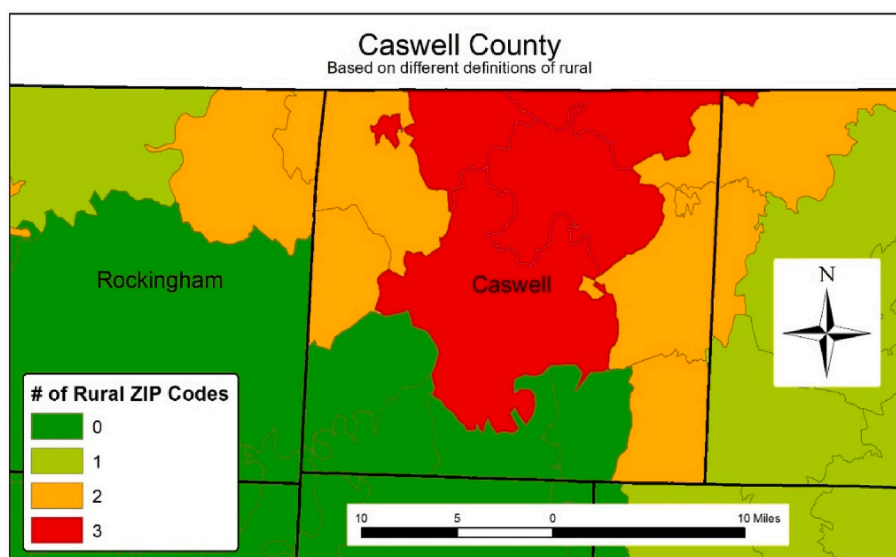 Caswell County
Based on different definitions of rural
Rockingham
Caswell
N
# of Rural ZIP Codes
0
1
2
3
10 5 0 10 Miles